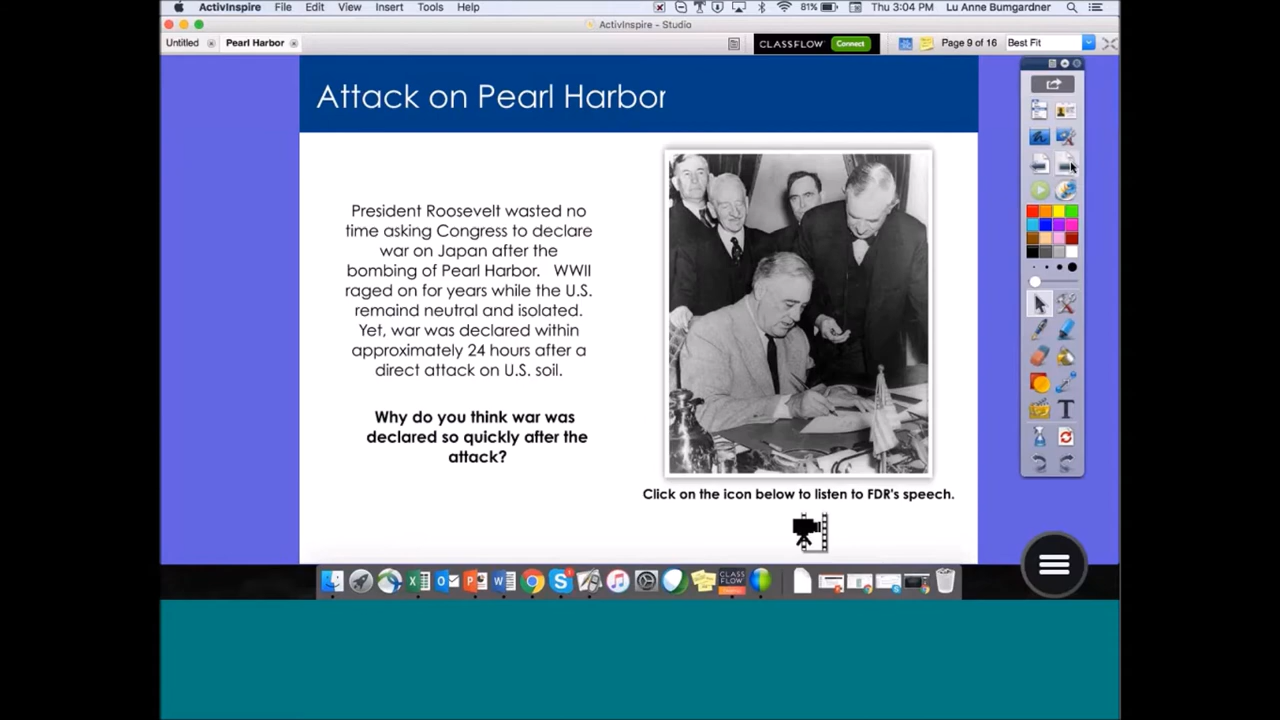 ActivInspire File Edit View Insert Tools Help 81% Thu 3:04 PM Lu Anne Bumgardner
ActivInspire - Studio
Untitled Pearl Harbor CLASSFLOW Connect Page 9 of 16 Best Fit
Attack on Pearl Harbor
President Roosevelt wasted no
time asking Congress to declare
war on Japan after the
bombing of Pearl Harbor. WWII
raged on for years while the U.S.
remaind neutral and isolated.
Yet, war was declared within
approximately 24 hours after a
direct attack on U.S. soil.
Why do you think war was
declared so quickly after the
attack?
Click on the icon below to listen to FDR's speech.
CLASS
FLOW